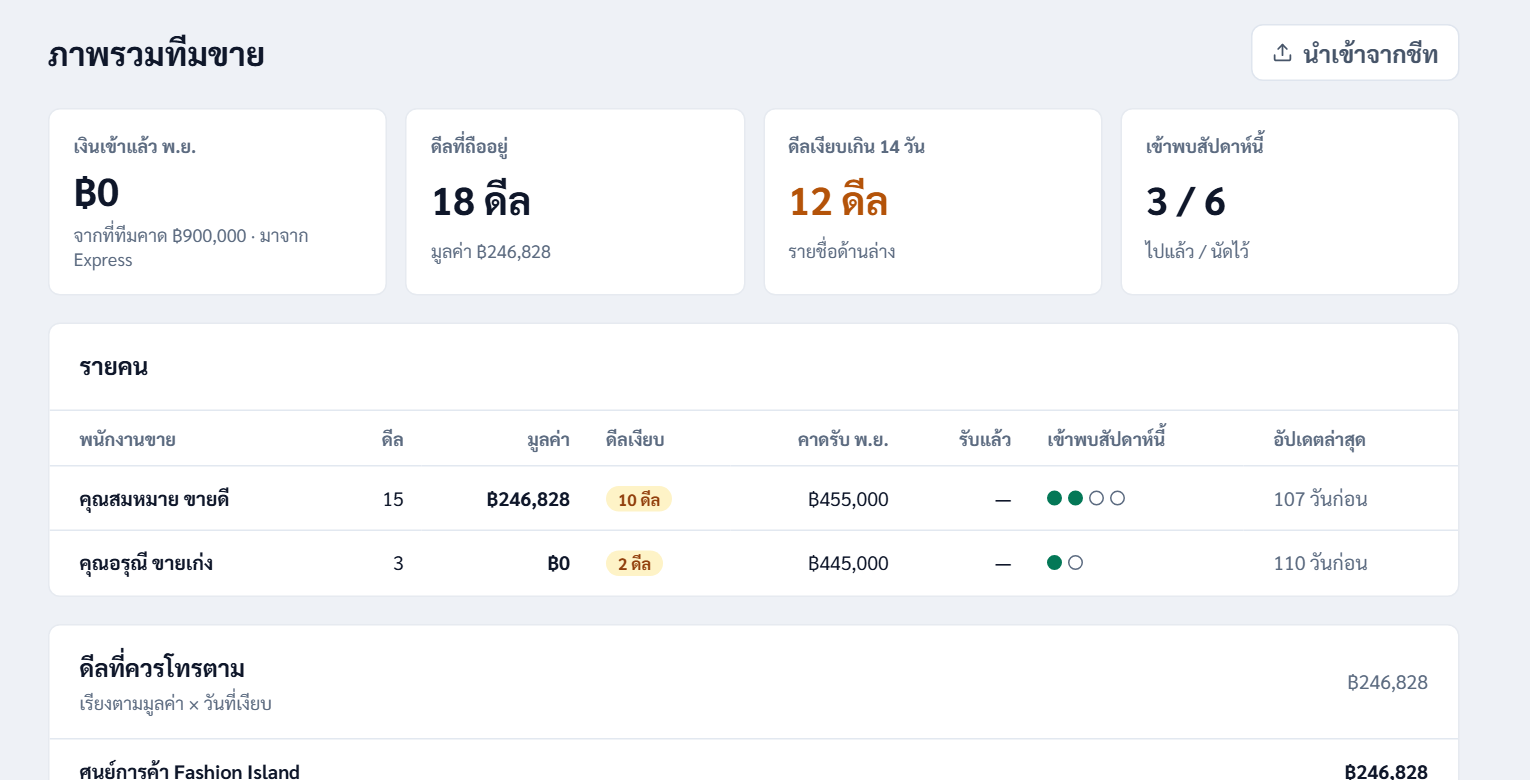 ภาพรวมทีมขาย
นำเข้าจากชีท
เงินเข้าแล้ว พ.ย.
฿0
จากที่ทีมคาด ฿900,000 · มาจาก
Express
ดีลที่ถืออยู่
18 ดีล
มูลค่า ฿246,828
ดีลเงียบเกิน 14 วัน
12 ดีล
รายชื่อด้านล่าง
เข้าพบสัปดาห์นี้
3 / 6
ไปแล้ว / นัดไว้
รายคน
พนักงานขาย ดีล มูลค่า ดีลเงียบ คาดรับ พ.ย. รับแล้ว เข้าพบสัปดาห์นี้ อัปเดตล่าสุด
คุณสมหมาย ขายดี 15 ฿246,828 10 ดีล ฿455,000 — 107 วันก่อน
คุณอรุณี ขายเก่ง 3 ฿0 2 ดีล ฿445,000 — 110 วันก่อน
ดีลที่ควรโทรตาม
฿246,828
เรียงตามมูลค่า × วันที่เงียบ
ศูนย์การค้า Fashion Island ฿246,828